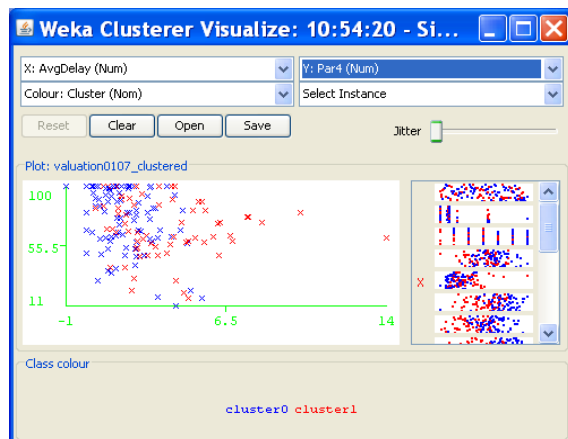 Weka Clusterer Visualize: 10:54:20 - Si...
X: AvgDelay (Num) Y: Par4 (Num)
Colour: Cluster (Nom) Select Instance
Reset Clear Open Save Jitter
Plot: valuation0107_clustered
100
55.5
11
-1 6.5 14
X
Class colour
cluster0 cluster1